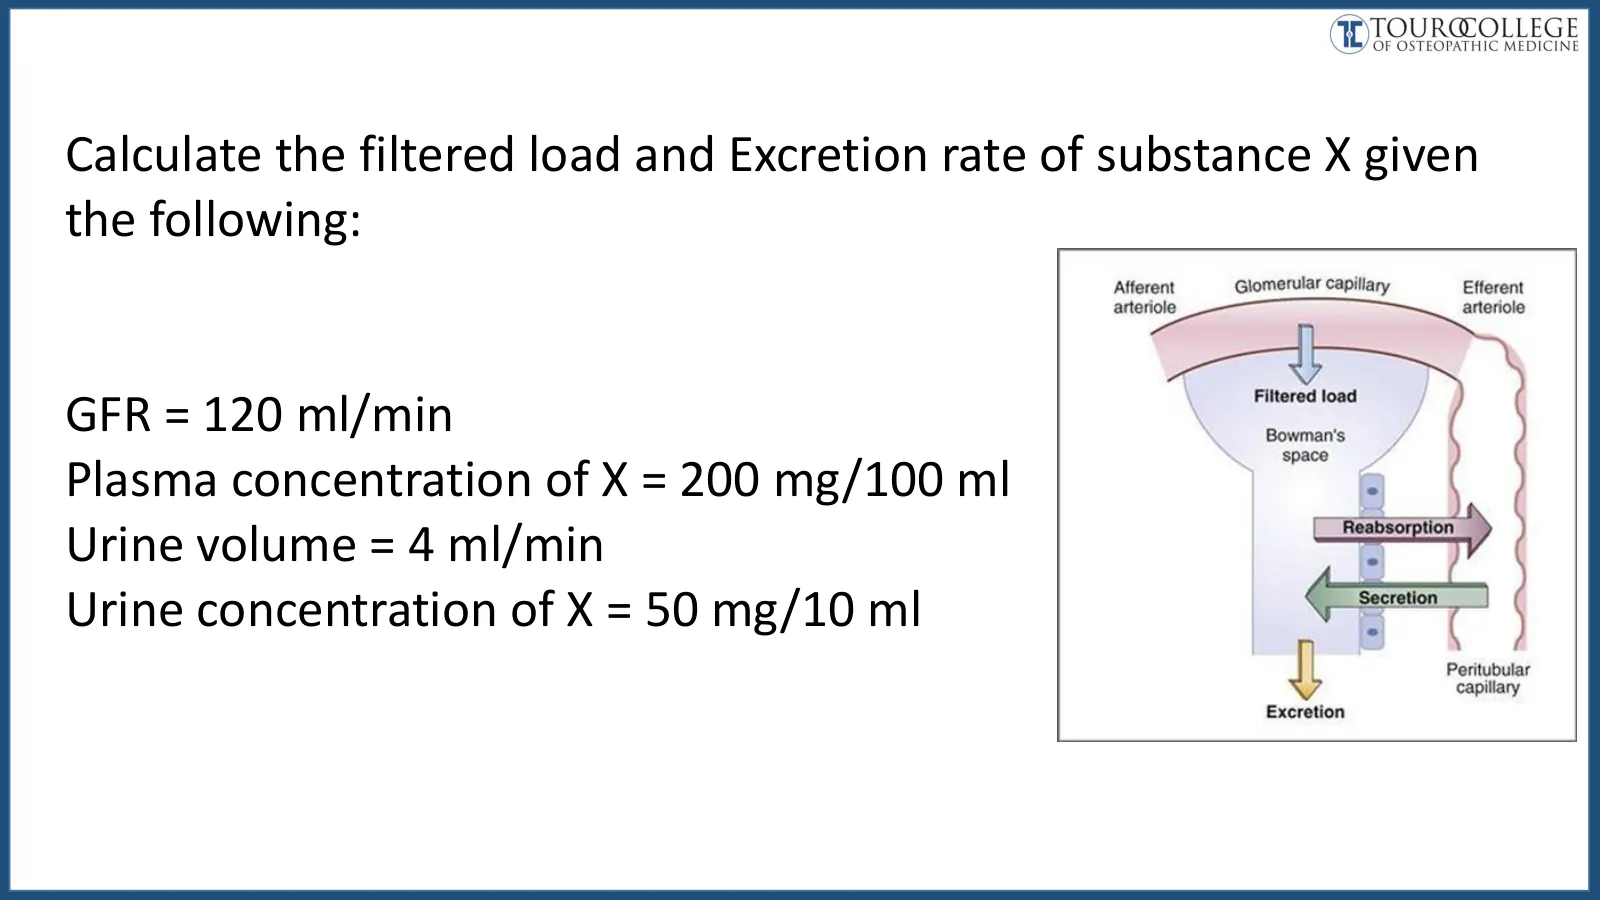 TOURO COLLEGE
OF OSTEOPATHIC MEDICINE
Calculate the filtered load and Excretion rate of substance X given
the following:
GFR = 120 ml/min
Plasma concentration of X = 200 mg/100 ml
Urine volume = 4 ml/min
Urine concentration of X = 50 mg/10 ml
Afferent
arteriole
Glomerular capillary
Efferent
arteriole
Filtered load
Bowman's
space
Reabsorption
Secretion
Peritubular
capillary
Excretion